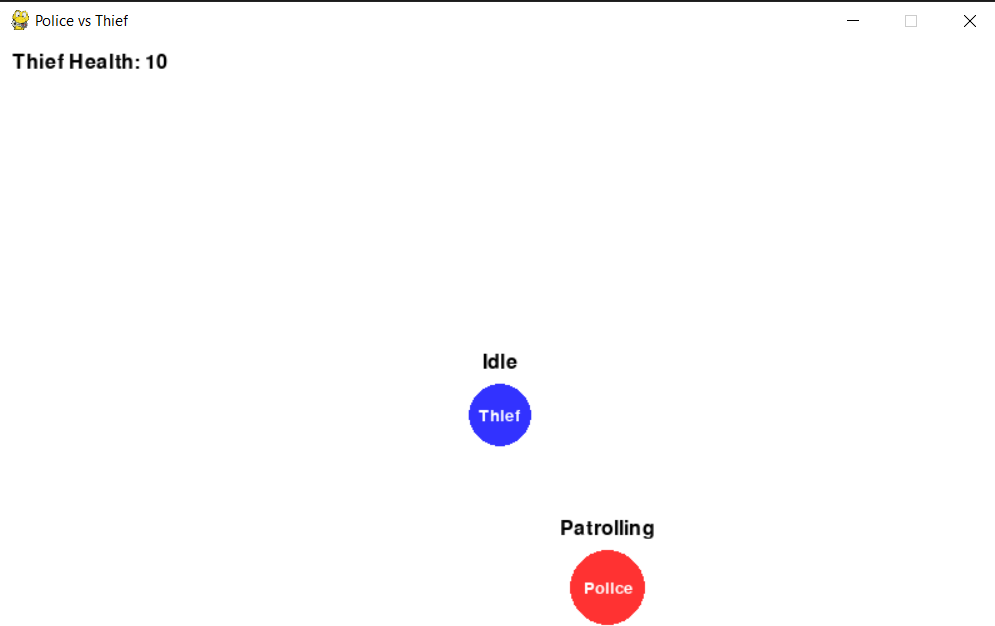 Police vs Thief
Thief Health: 10
Idle
Thief
Patrolling
Police